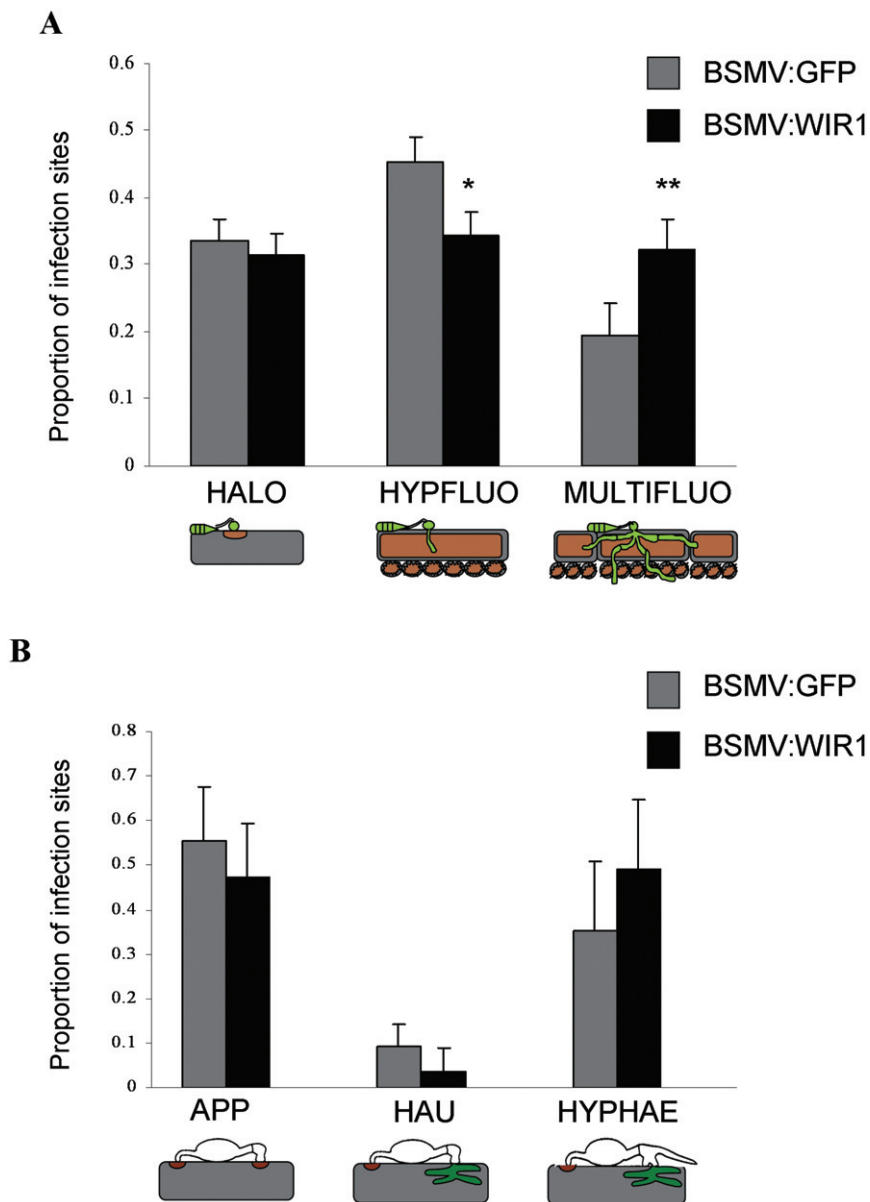 A
0.6
0.5
0.4
0.3
0.2
0.1
0
Proportion of infection sites
BSMV:GFP
BSMV:WIR1
*
**
HALO HYPFLUO MULTIFLUO
B
0.8
0.7
0.6
0.5
0.4
0.3
0.2
0.1
0
Proportion of infection sites
BSMV:GFP
BSMV:WIR1
APP HAU HYPHAE